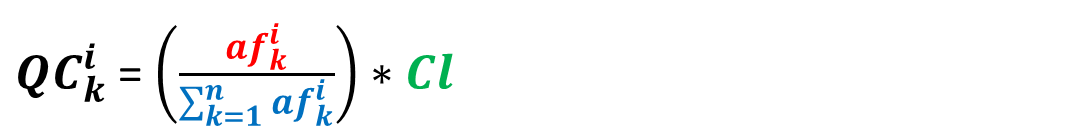 QC_k^i = (af_k^i / ∑_{k=1}^n af_k^i) * Cl